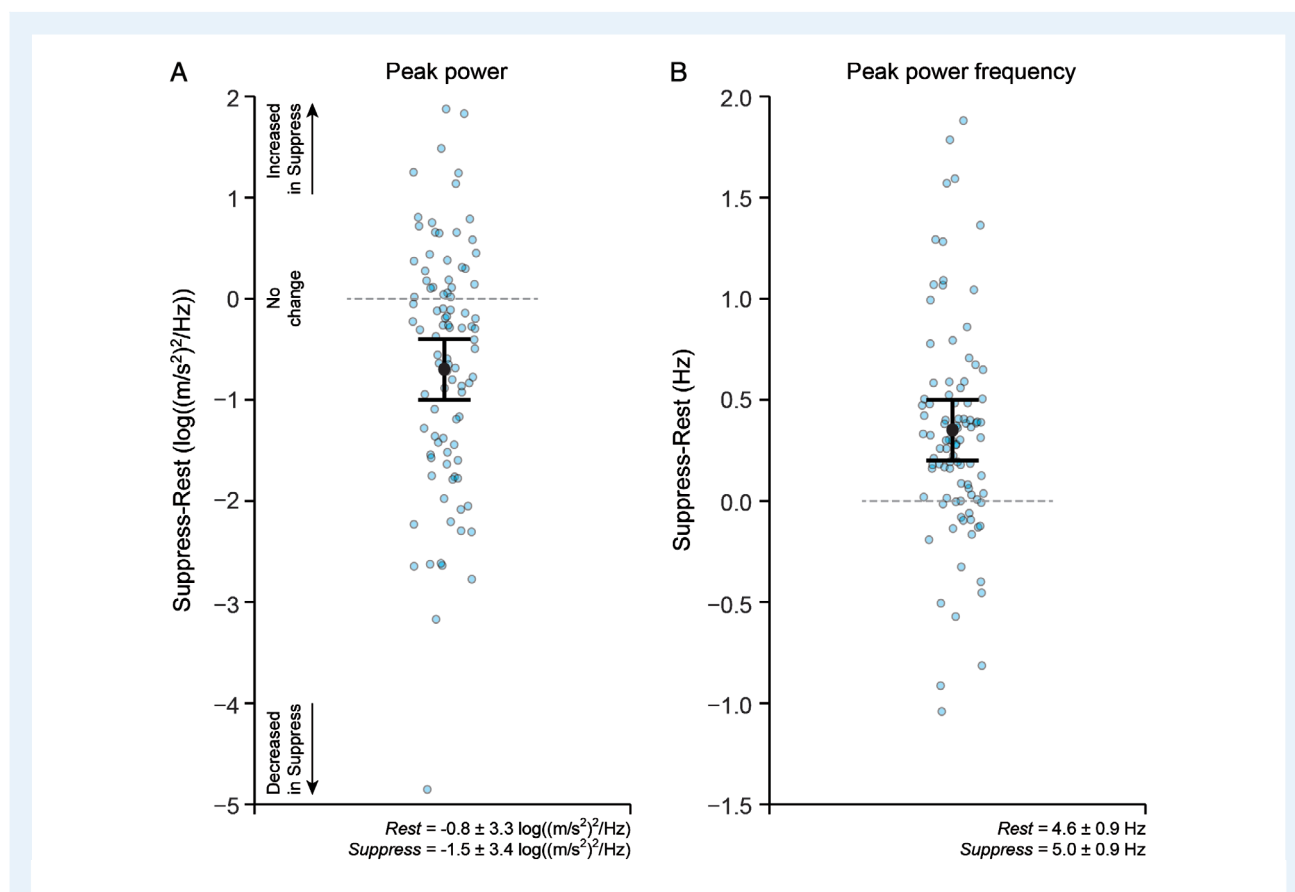 A
Peak power
Suppress-Rest (log((m/s²)²/Hz))
2
1
0
−1
−2
−3
−4
−5
Increased
in Suppress
No
change
Decreased
in Suppress
Rest = -0.8 ± 3.3 log((m/s²)²/Hz)
Suppress = -1.5 ± 3.4 log((m/s²)²/Hz)
B
Peak power frequency
Suppress-Rest (Hz)
2.0
1.5
1.0
0.5
0.0
−0.5
−1.0
−1.5
Rest = 4.6 ± 0.9 Hz
Suppress = 5.0 ± 0.9 Hz